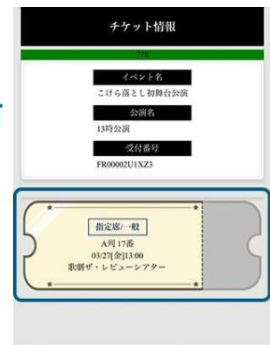 チケット情報
778
イベント名
こけら落とし初舞台公演
公演名
13時公演
受付番号
FR00002U1XZ3
指定席/一般
A列 17番
03/27[金]13:00
歌劇ザ・レビューシアター